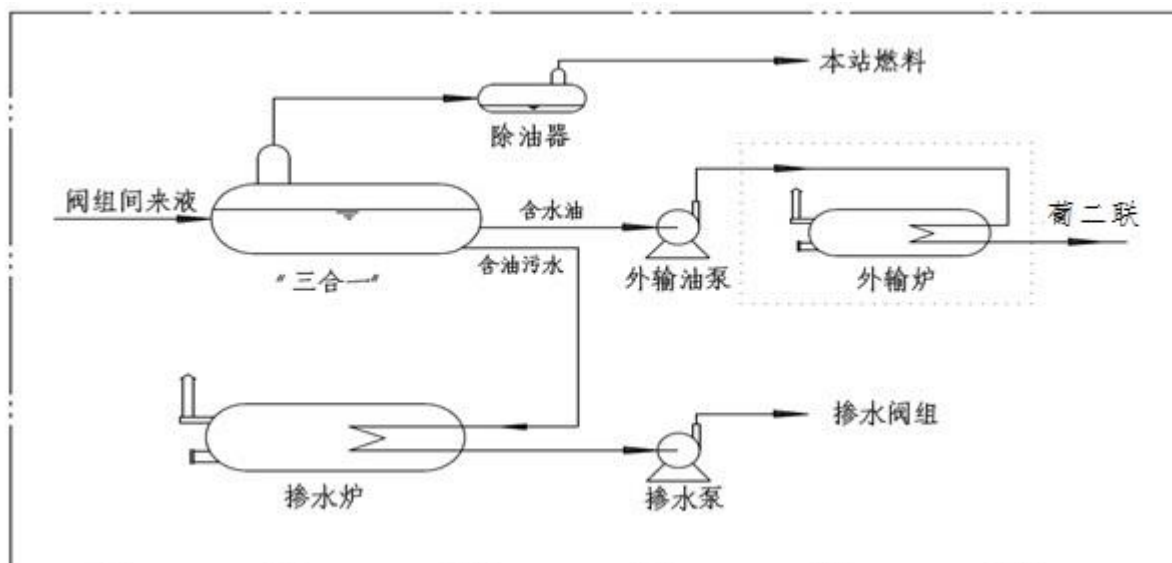 本站燃料
除油器
阀组间来液
含水油
葡二联
含油污水
"三合一"
外输油泵
外输炉
掺水阀组
掺水炉
掺水泵